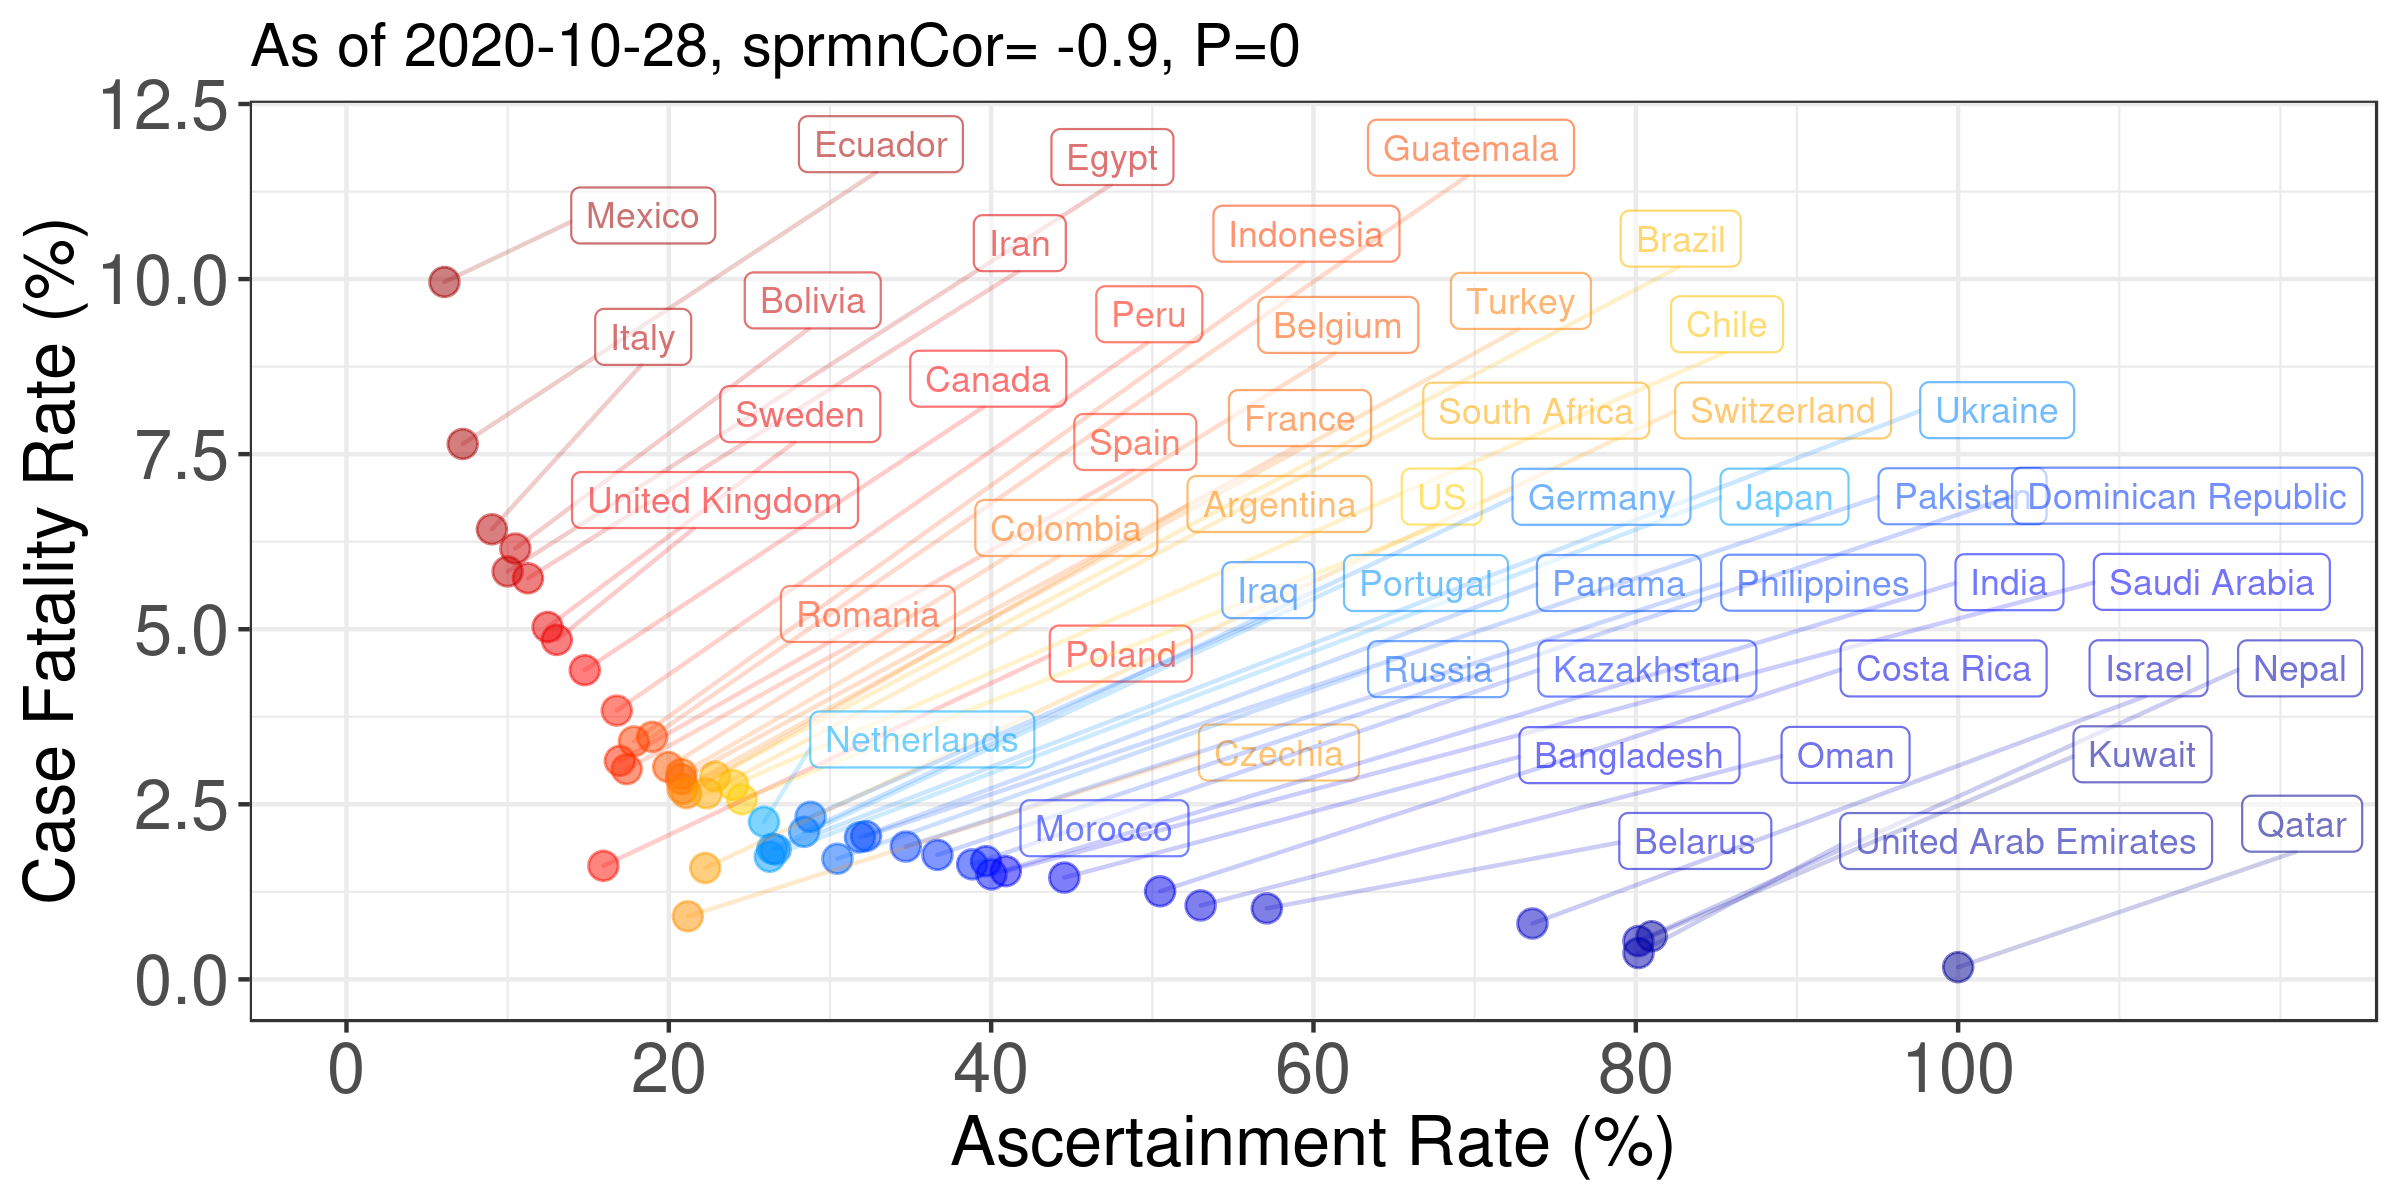 As of 2020-10-28, sprmnCor= -0.9, P=0
Case Fatality Rate (%)
12.5
10.0
7.5
5.0
2.5
0.0
Ecuador
Egypt
Guatemala
Mexico
Iran
Indonesia
Brazil
Bolivia
Peru
Turkey
Italy
Belgium
Chile
Canada
Sweden
Spain
France
South Africa
Switzerland
Ukraine
United Kingdom
Colombia
Argentina
US
Germany
Japan
Pakistan
Dominican Republic
Romania
Iraq
Portugal
Panama
Philippines
India
Saudi Arabia
Poland
Russia
Kazakhstan
Costa Rica
Israel
Nepal
Netherlands
Czechia
Bangladesh
Oman
Kuwait
Morocco
Belarus
United Arab Emirates
Qatar
0
20
40
60
80
100
Ascertainment Rate (%)